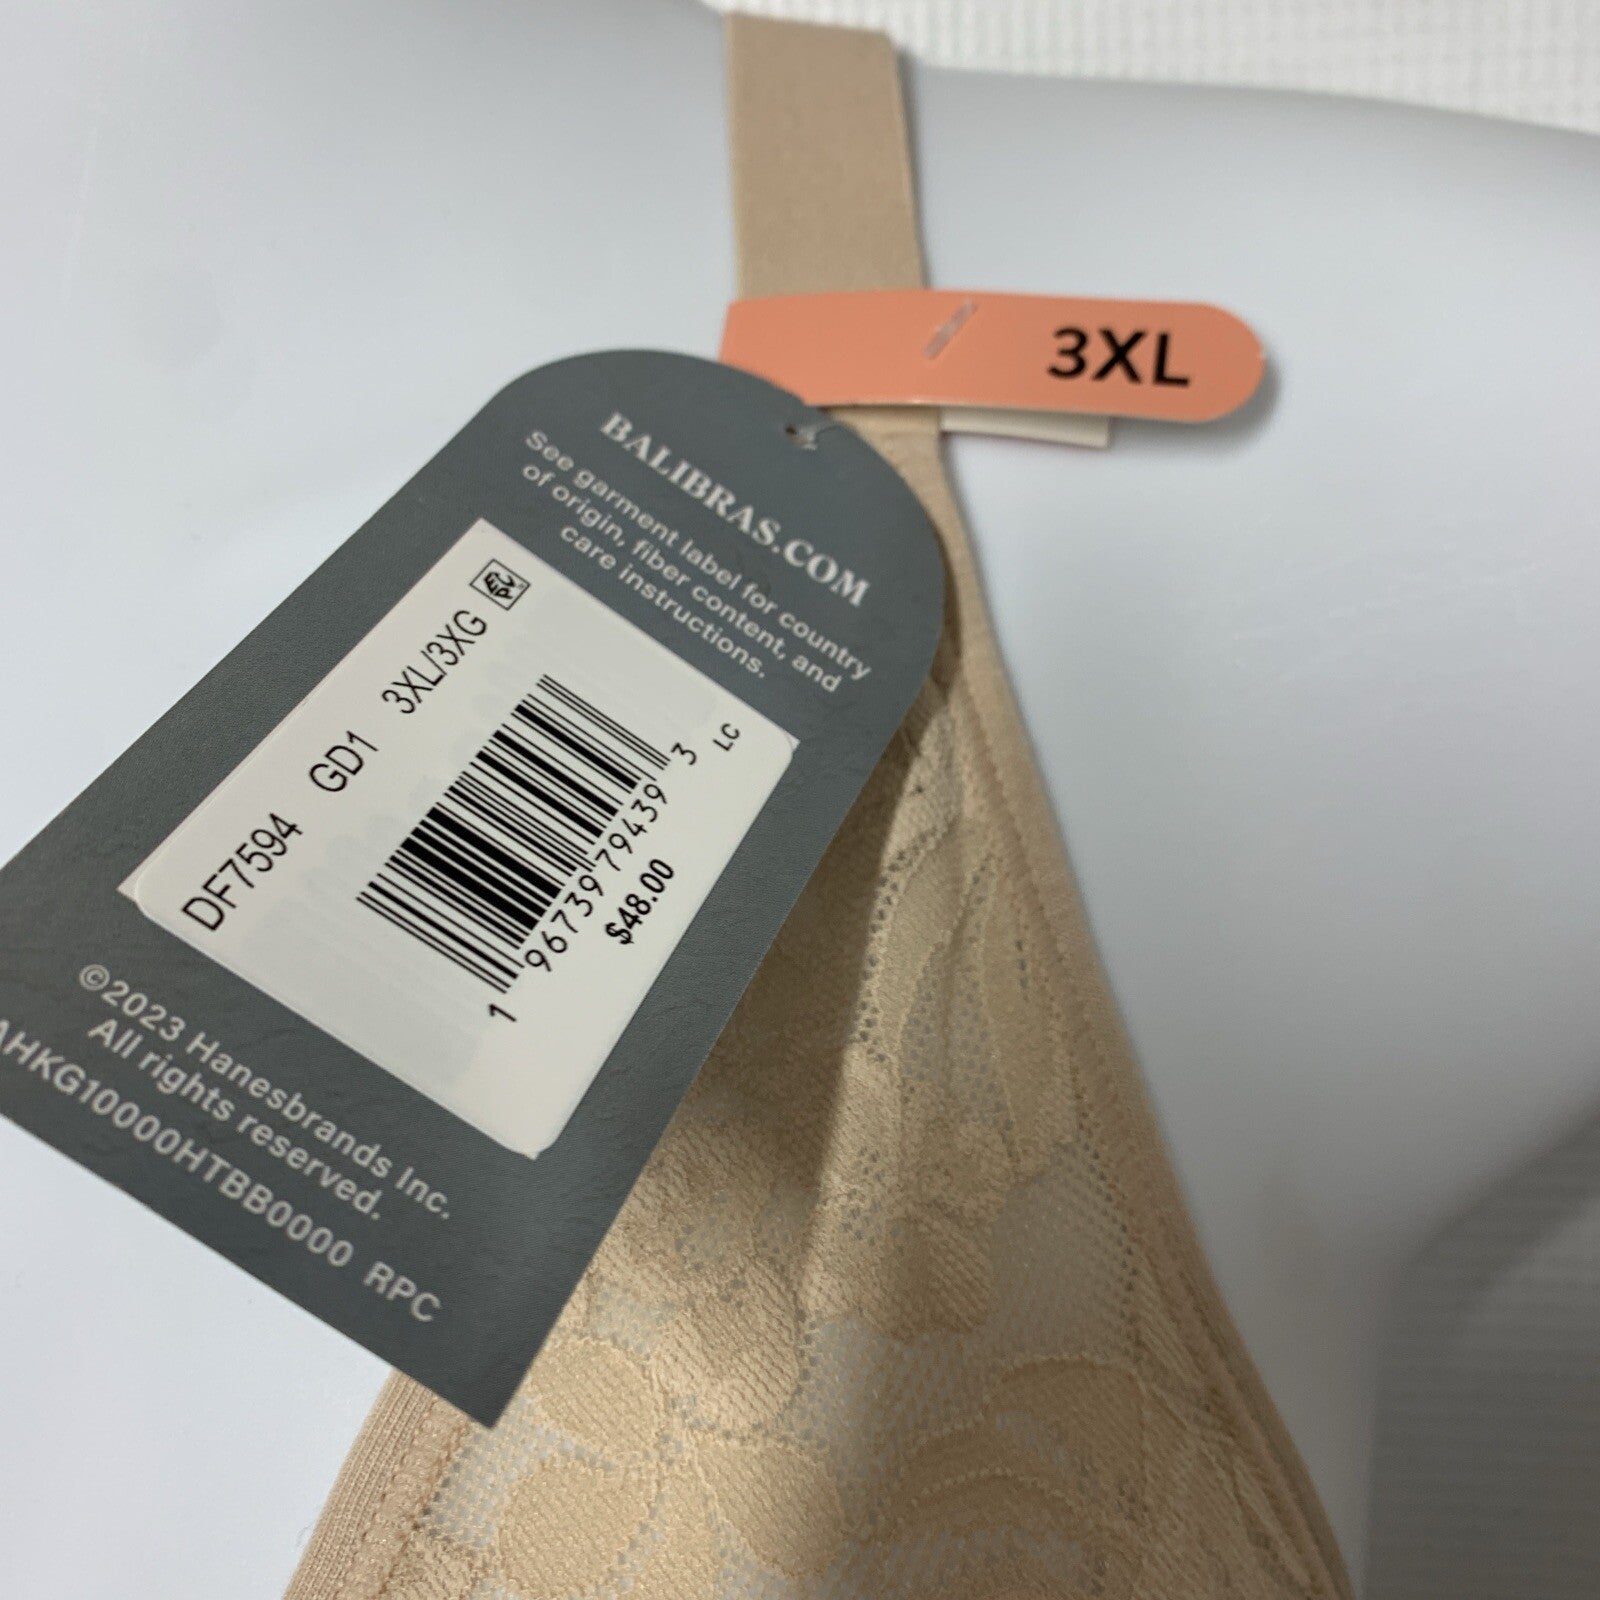 3XL
BALIBRAS.COM
See garment label for country
of origin, fiber content, and
care instructions.
DF7594 GD1 3XL/3XG EPC
1 96739 79439 3 LC
$48.00
©2023 Hanesbrands Inc.
All rights reserved.
AHKG10000HTBB0000 RPC